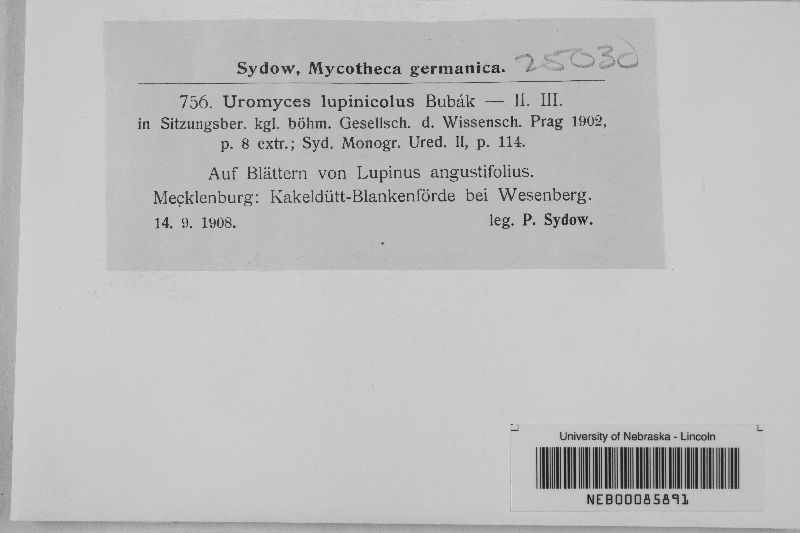 Sydow, Mycotheca germanica. 25030
756. Uromyces lupinicolus Bubák — II. III.
in Sitzungsber. kgl. böhm. Gesellsch. d. Wissensch. Prag 1902,
p. 8 extr.; Syd. Monogr. Ured. II, p. 114.
Auf Blättern von Lupinus angustifolius.
Mecklenburg: Kakeldütt-Blankenförde bei Wesenberg.
14. 9. 1908. leg. P. Sydow.
University of Nebraska - Lincoln
NEB00085891